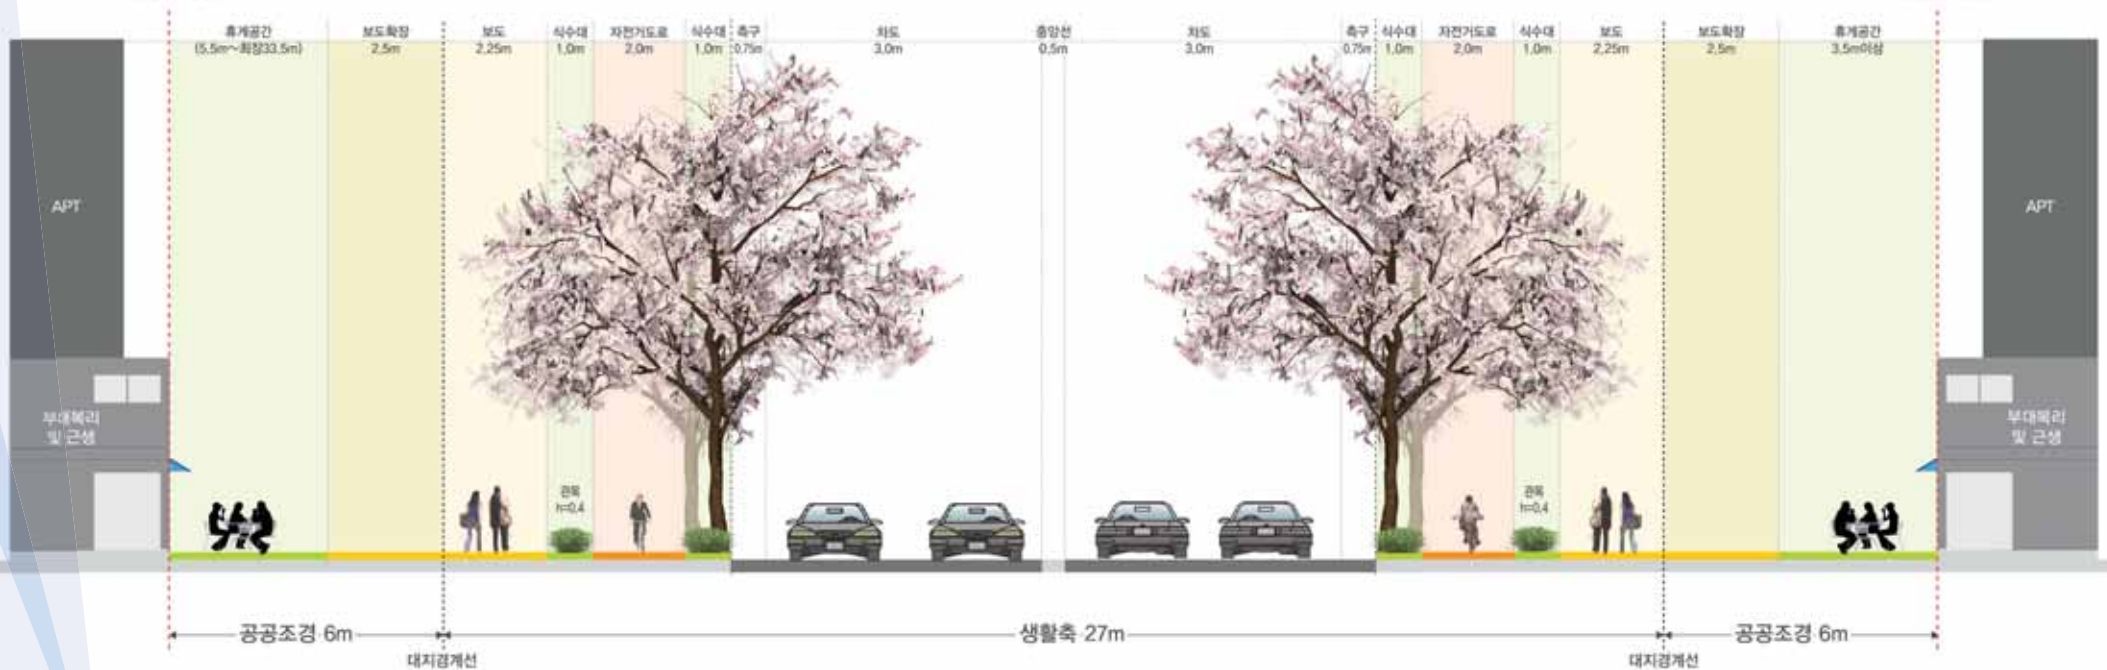 휴게공간
(5.5m~최장33.5m)
보도확장
2.5m
보도
2.25m
식수대
1.0m
자전거도로
2.0m
식수대
1.0m
측구
0.75m
차도
3.0m
중앙선
0.5m
차도
3.0m
측구
0.75m
식수대
1.0m
자전거도로
2.0m
식수대
1.0m
보도
2.25m
보도확장
2.5m
휴게공간
3.5m이상
APT
APT
부대복리
및 근생
관목
h=0.4
관목
h=0.4
부대복리
및 근생
공공조경 6m
생활축 27m
공공조경 6m
대지경계선
대지경계선